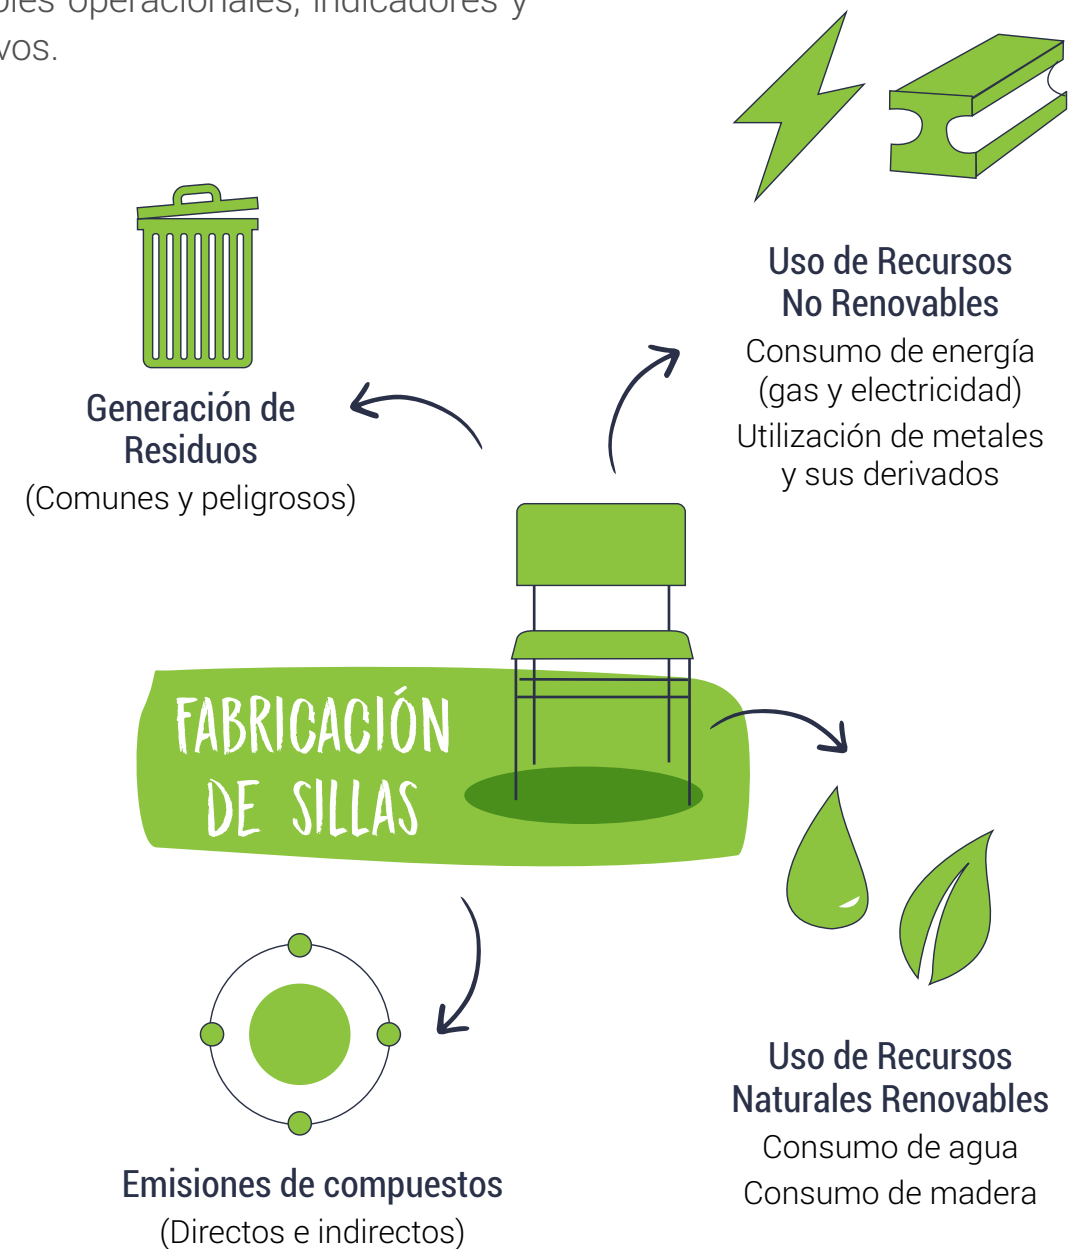 operacionales, indicadores y
Uso de Recursos
No Renovables
Consumo de energía
(gas y electricidad)
Utilización de metales
y sus derivados
Generación de
Residuos
(Comunes y peligrosos)
FABRICACIÓN
DE SILLAS
Uso de Recursos
Naturales Renovables
Consumo de agua
Consumo de madera
Emisiones de compuestos
(Directos e indirectos)